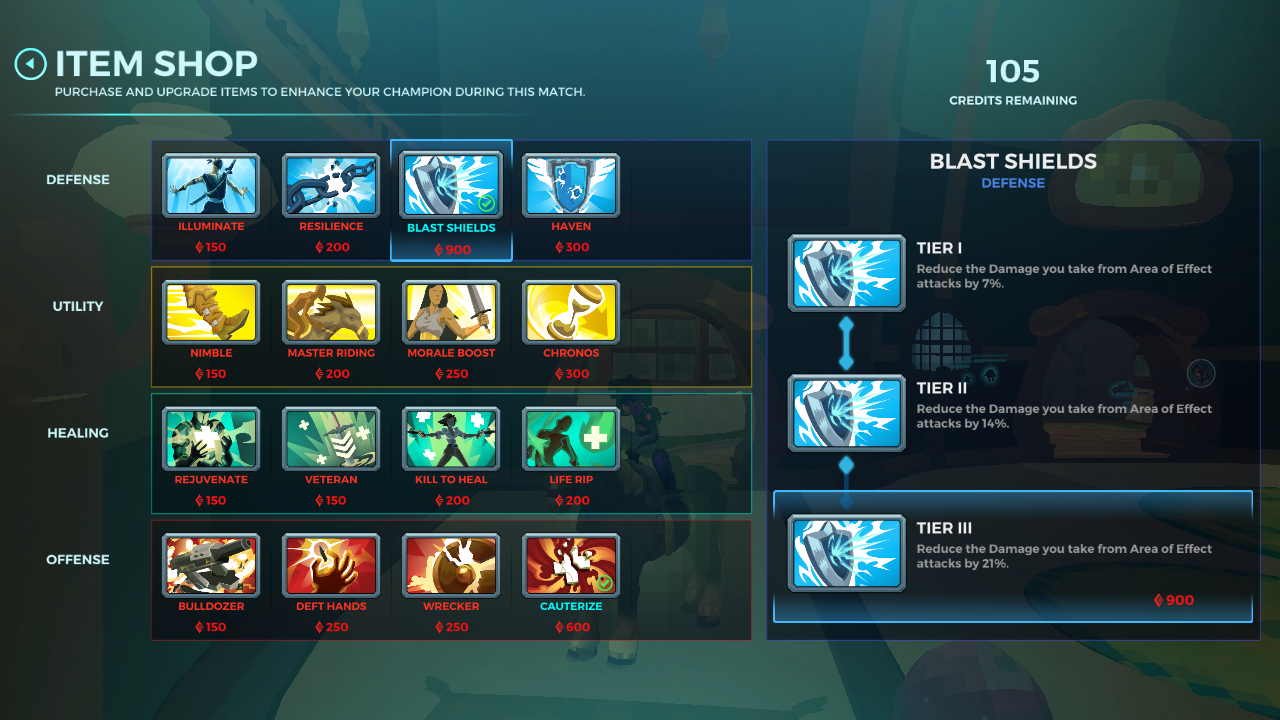 ITEM SHOP
PURCHASE AND UPGRADE ITEMS TO ENHANCE YOUR CHAMPION DURING THIS MATCH.
105
CREDITS REMAINING
DEFENSE
ILLUMINATE
150
RESILIENCE
200
BLAST SHIELDS
900
HAVEN
300
UTILITY
NIMBLE
150
MASTER RIDING
200
MORALE BOOST
250
CHRONOS
300
HEALING
REJUVENATE
150
VETERAN
150
KILL TO HEAL
200
LIFE RIP
200
OFFENSE
BULLDOZER
150
DEFT HANDS
250
WRECKER
250
CAUTERIZE
600
BLAST SHIELDS
DEFENSE
TIER I
Reduce the Damage you take from Area of Effect
attacks by 7%.
TIER II
Reduce the Damage you take from Area of Effect
attacks by 14%.
TIER III
Reduce the Damage you take from Area of Effect
attacks by 21%.
900